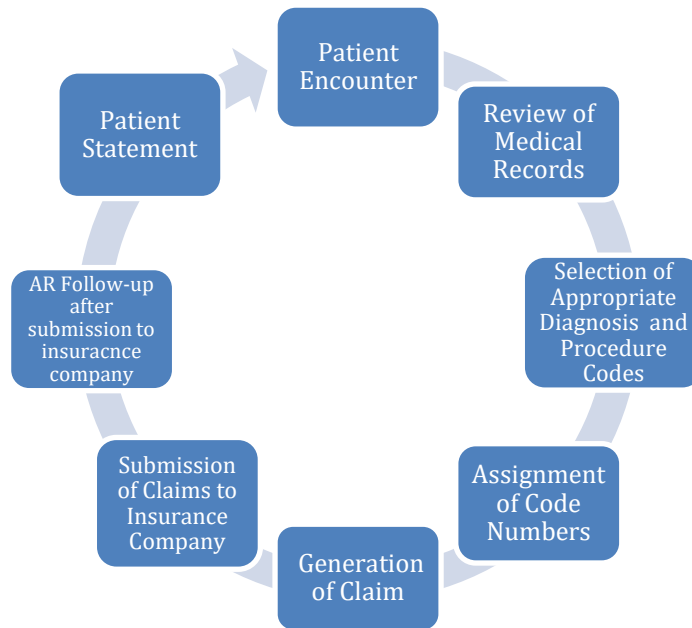 Patient
Encounter
Review of
Medical
Records
Selection of
Appropriate
Diagnosis and
Procedure
Codes
Assignment
of Code
Numbers
Generation
of Claim
Submission
of Claims to
Insurance
Company
AR Follow-up
after
submission to
insuracnce
company
Patient
Statement